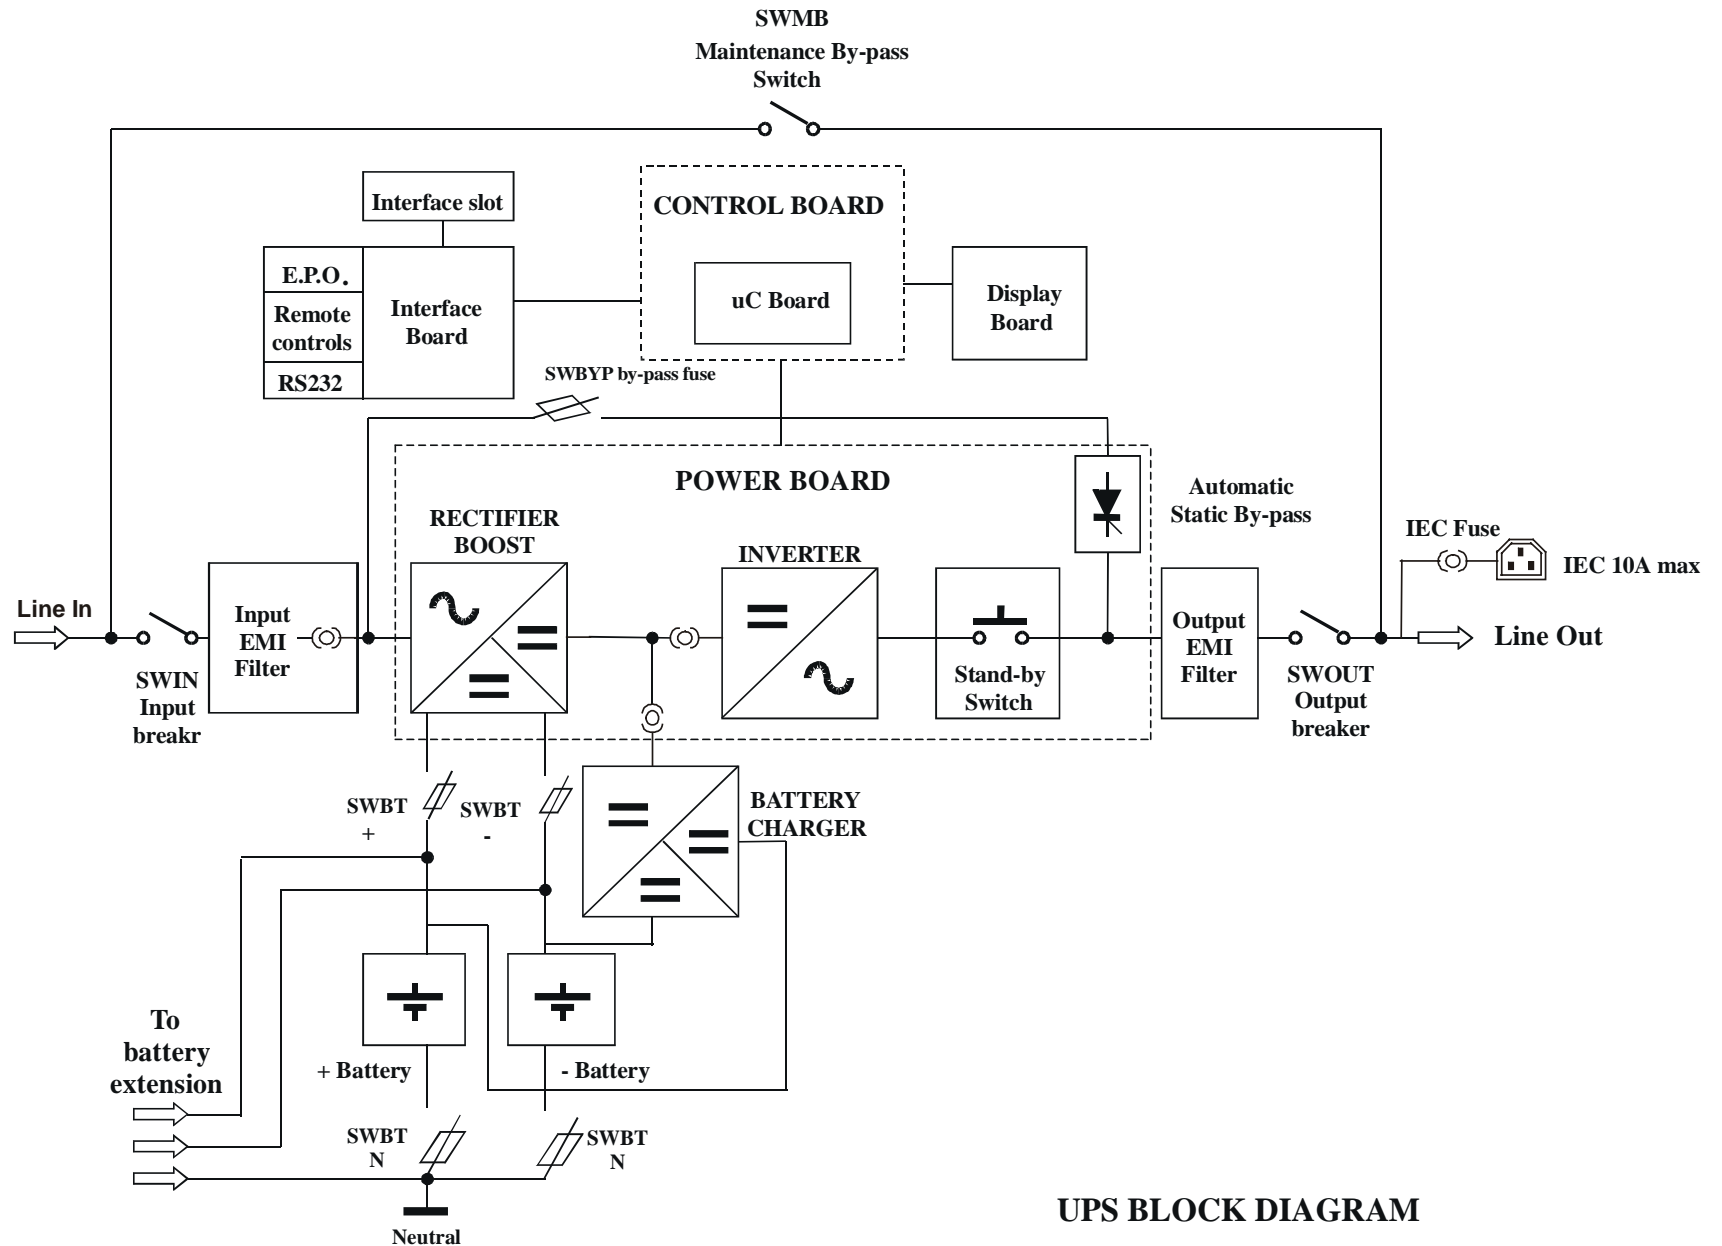 SWMB
Maintenance By-pass
Switch
Interface slot
CONTROL BOARD
E.P.O.
Remote
controls
RS232
Interface
Board
uC Board
Display
Board
SWBYP by-pass fuse
POWER BOARD
Automatic
Static By-pass
RECTIFIER
BOOST
INVERTER
IEC Fuse
IEC 10A max
Line In
Input
EMI
Filter
SWIN
Input
breakr
Stand-by
Switch
Output
EMI
Filter
SWOUT
Output
breaker
Line Out
SWBT
+
SWBT
-
BATTERY
CHARGER
To
battery
extension
+ Battery
- Battery
SWBT
N
SWBT
N
Neutral
UPS BLOCK DIAGRAM